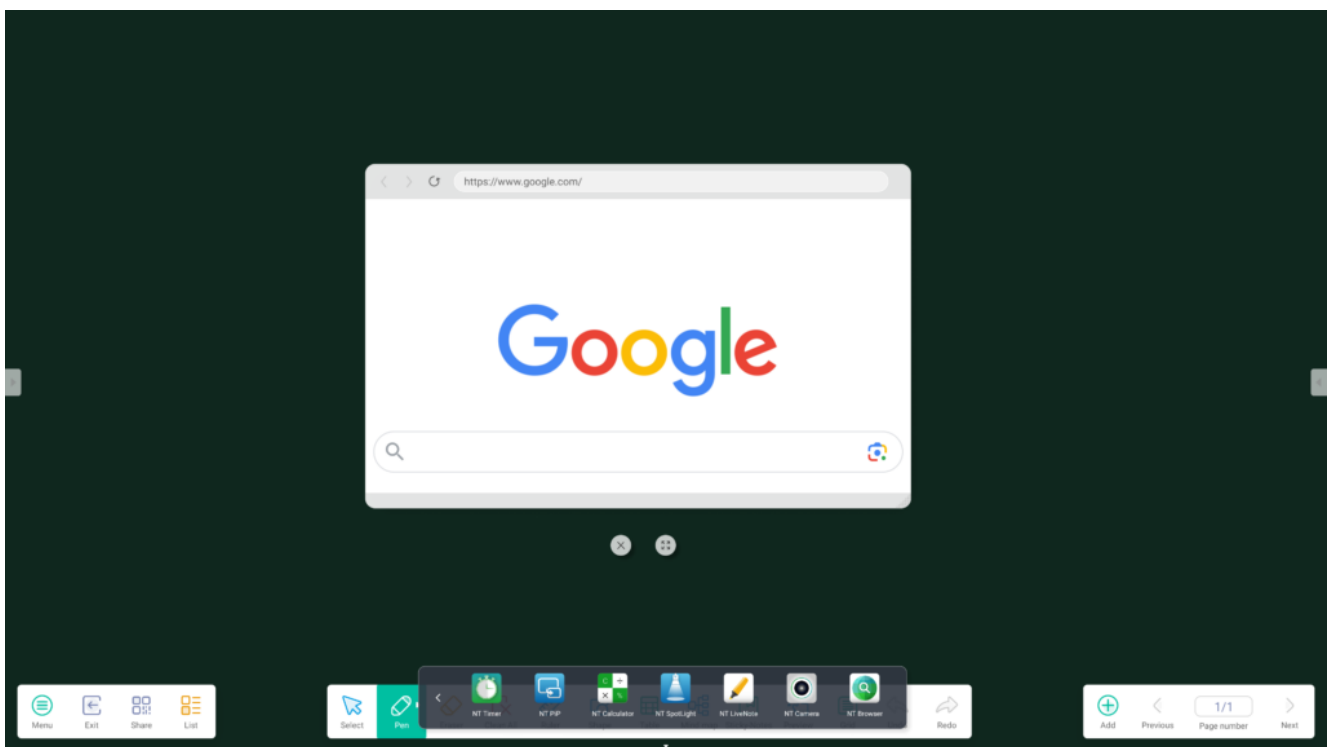 https://www.google.com/
Google
NT Timer
NT PIP
NT Calculator
NT SpotLight
NT LiveNote
NT Camera
NT Browser
Menu
Exit
Share
List
Select
Pen
Redo
Add
Previous
1/1
Page number
Next